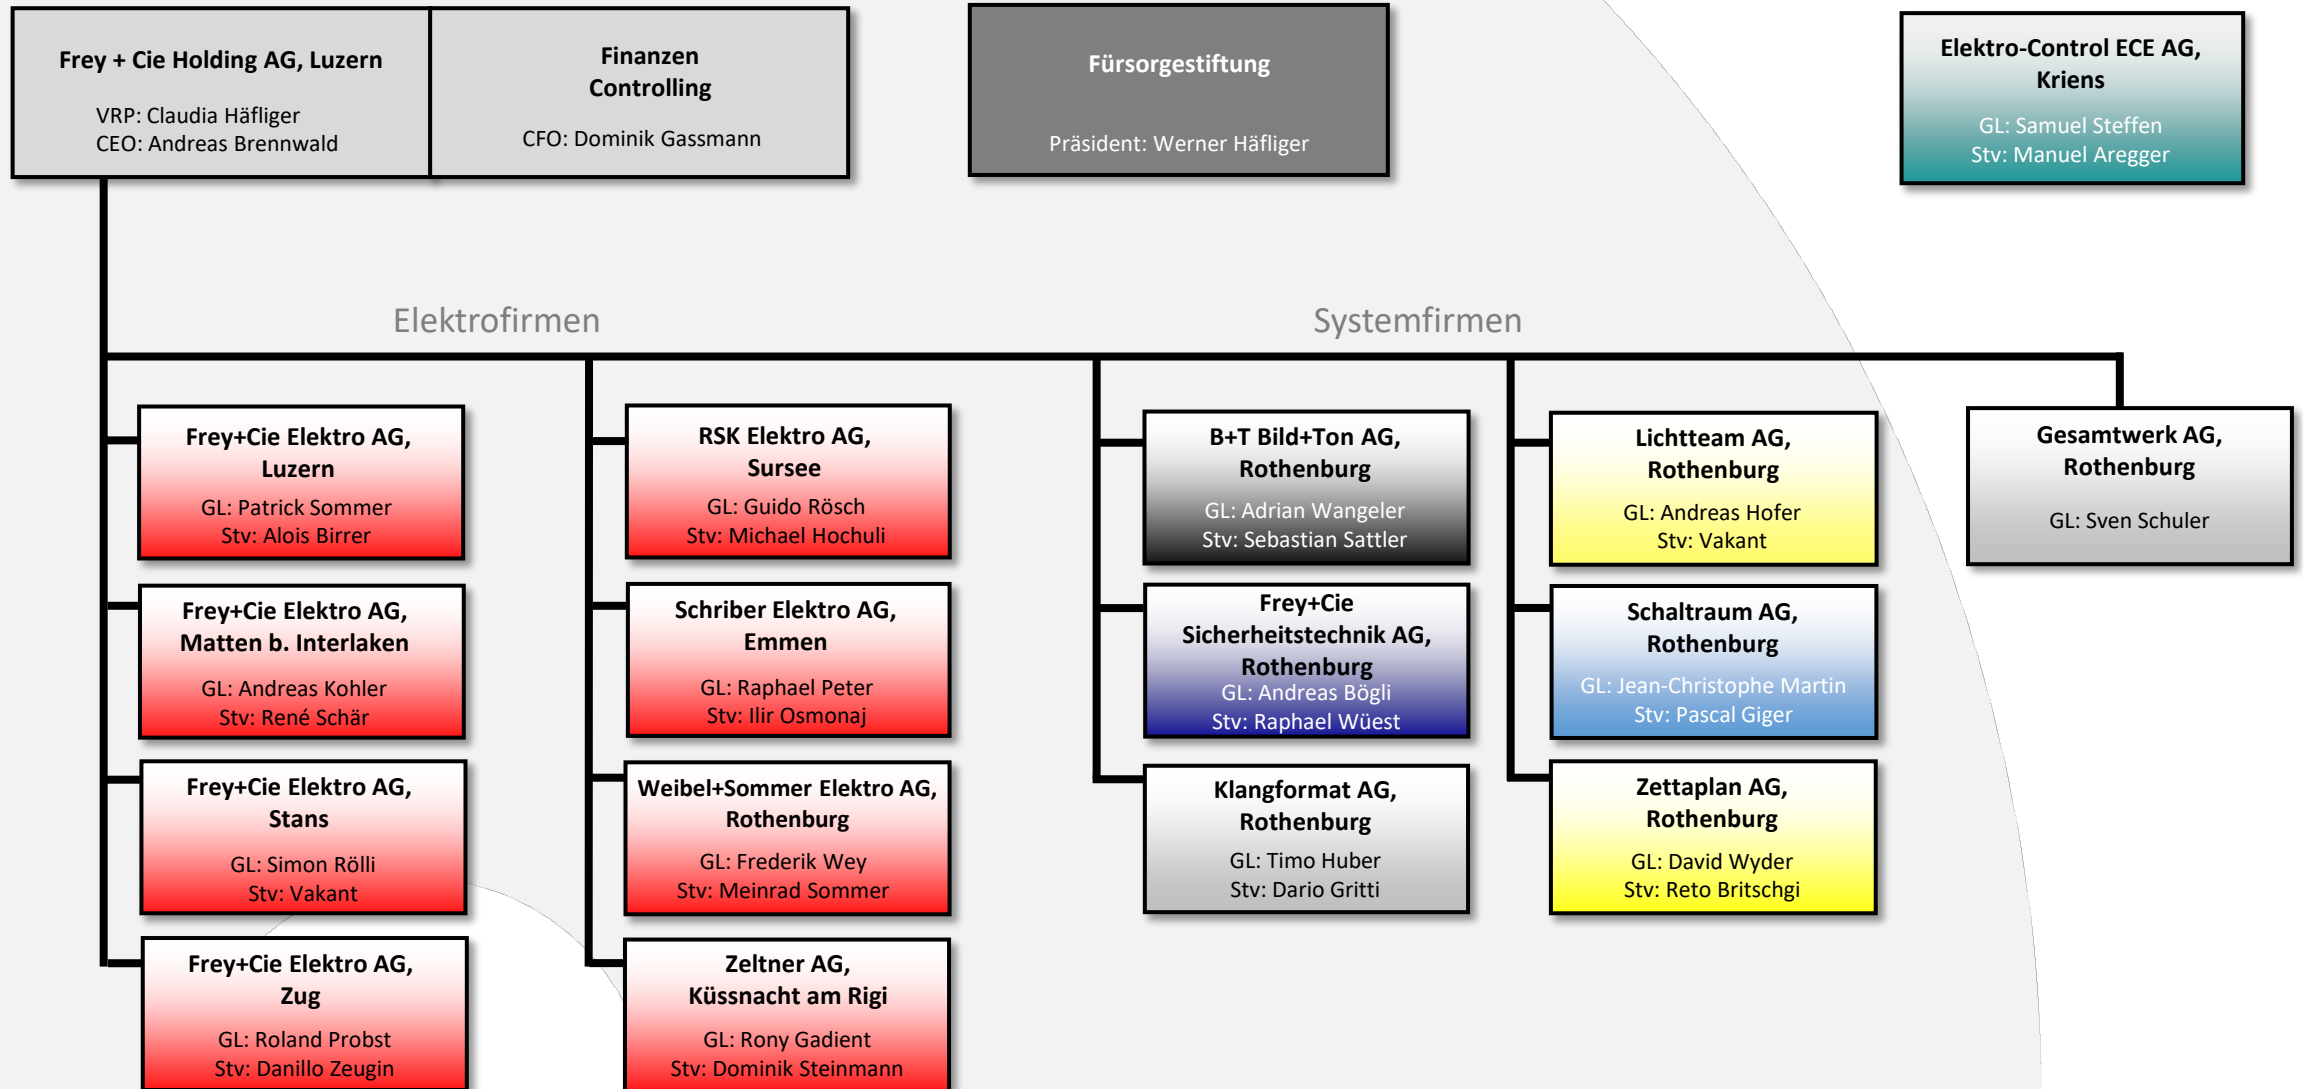 Frey + Cie Holding AG, Luzern
VRP: Claudia Häfliger
CEO: Andreas Brennwald
Finanzen
Controlling
CFO: Dominik Gassmann
Fürsorgestiftung
Präsident: Werner Häfliger
Elektro-Control ECE AG,
Kriens
GL: Samuel Steffen
Stv: Manuel Aregger
Elektrofirmen
Systemfirmen
Frey+Cie Elektro AG,
Luzern
GL: Patrick Sommer
Stv: Alois Birrer
RSK Elektro AG,
Sursee
GL: Guido Rösch
Stv: Michael Hochuli
B+T Bild+Ton AG,
Rothenburg
GL: Adrian Wangeler
Stv: Sebastian Sattler
Lichtteam AG,
Rothenburg
GL: Andreas Hofer
Stv: Vakant
Gesamtwerk AG,
Rothenburg
GL: Sven Schuler
Frey+Cie Elektro AG,
Matten b. Interlaken
GL: Andreas Kohler
Stv: René Schär
Schriber Elektro AG,
Emmen
GL: Raphael Peter
Stv: Ilir Osmonaj
Frey+Cie
Sicherheitstechnik AG,
Rothenburg
GL: Andreas Bögli
Stv: Raphael Wüest
Schaltraum AG,
Rothenburg
GL: Jean-Christophe Martin
Stv: Pascal Giger
Frey+Cie Elektro AG,
Stans
GL: Simon Rölli
Stv: Vakant
Weibel+Sommer Elektro AG,
Rothenburg
GL: Frederik Wey
Stv: Meinrad Sommer
Klangformat AG,
Rothenburg
GL: Timo Huber
Stv: Dario Gritti
Zettaplan AG,
Rothenburg
GL: David Wyder
Stv: Reto Britschgi
Frey+Cie Elektro AG,
Zug
GL: Roland Probst
Stv: Danillo Zeugin
Zeltner AG,
Küssnacht am Rigi
GL: Rony Gadient
Stv: Dominik Steinmann